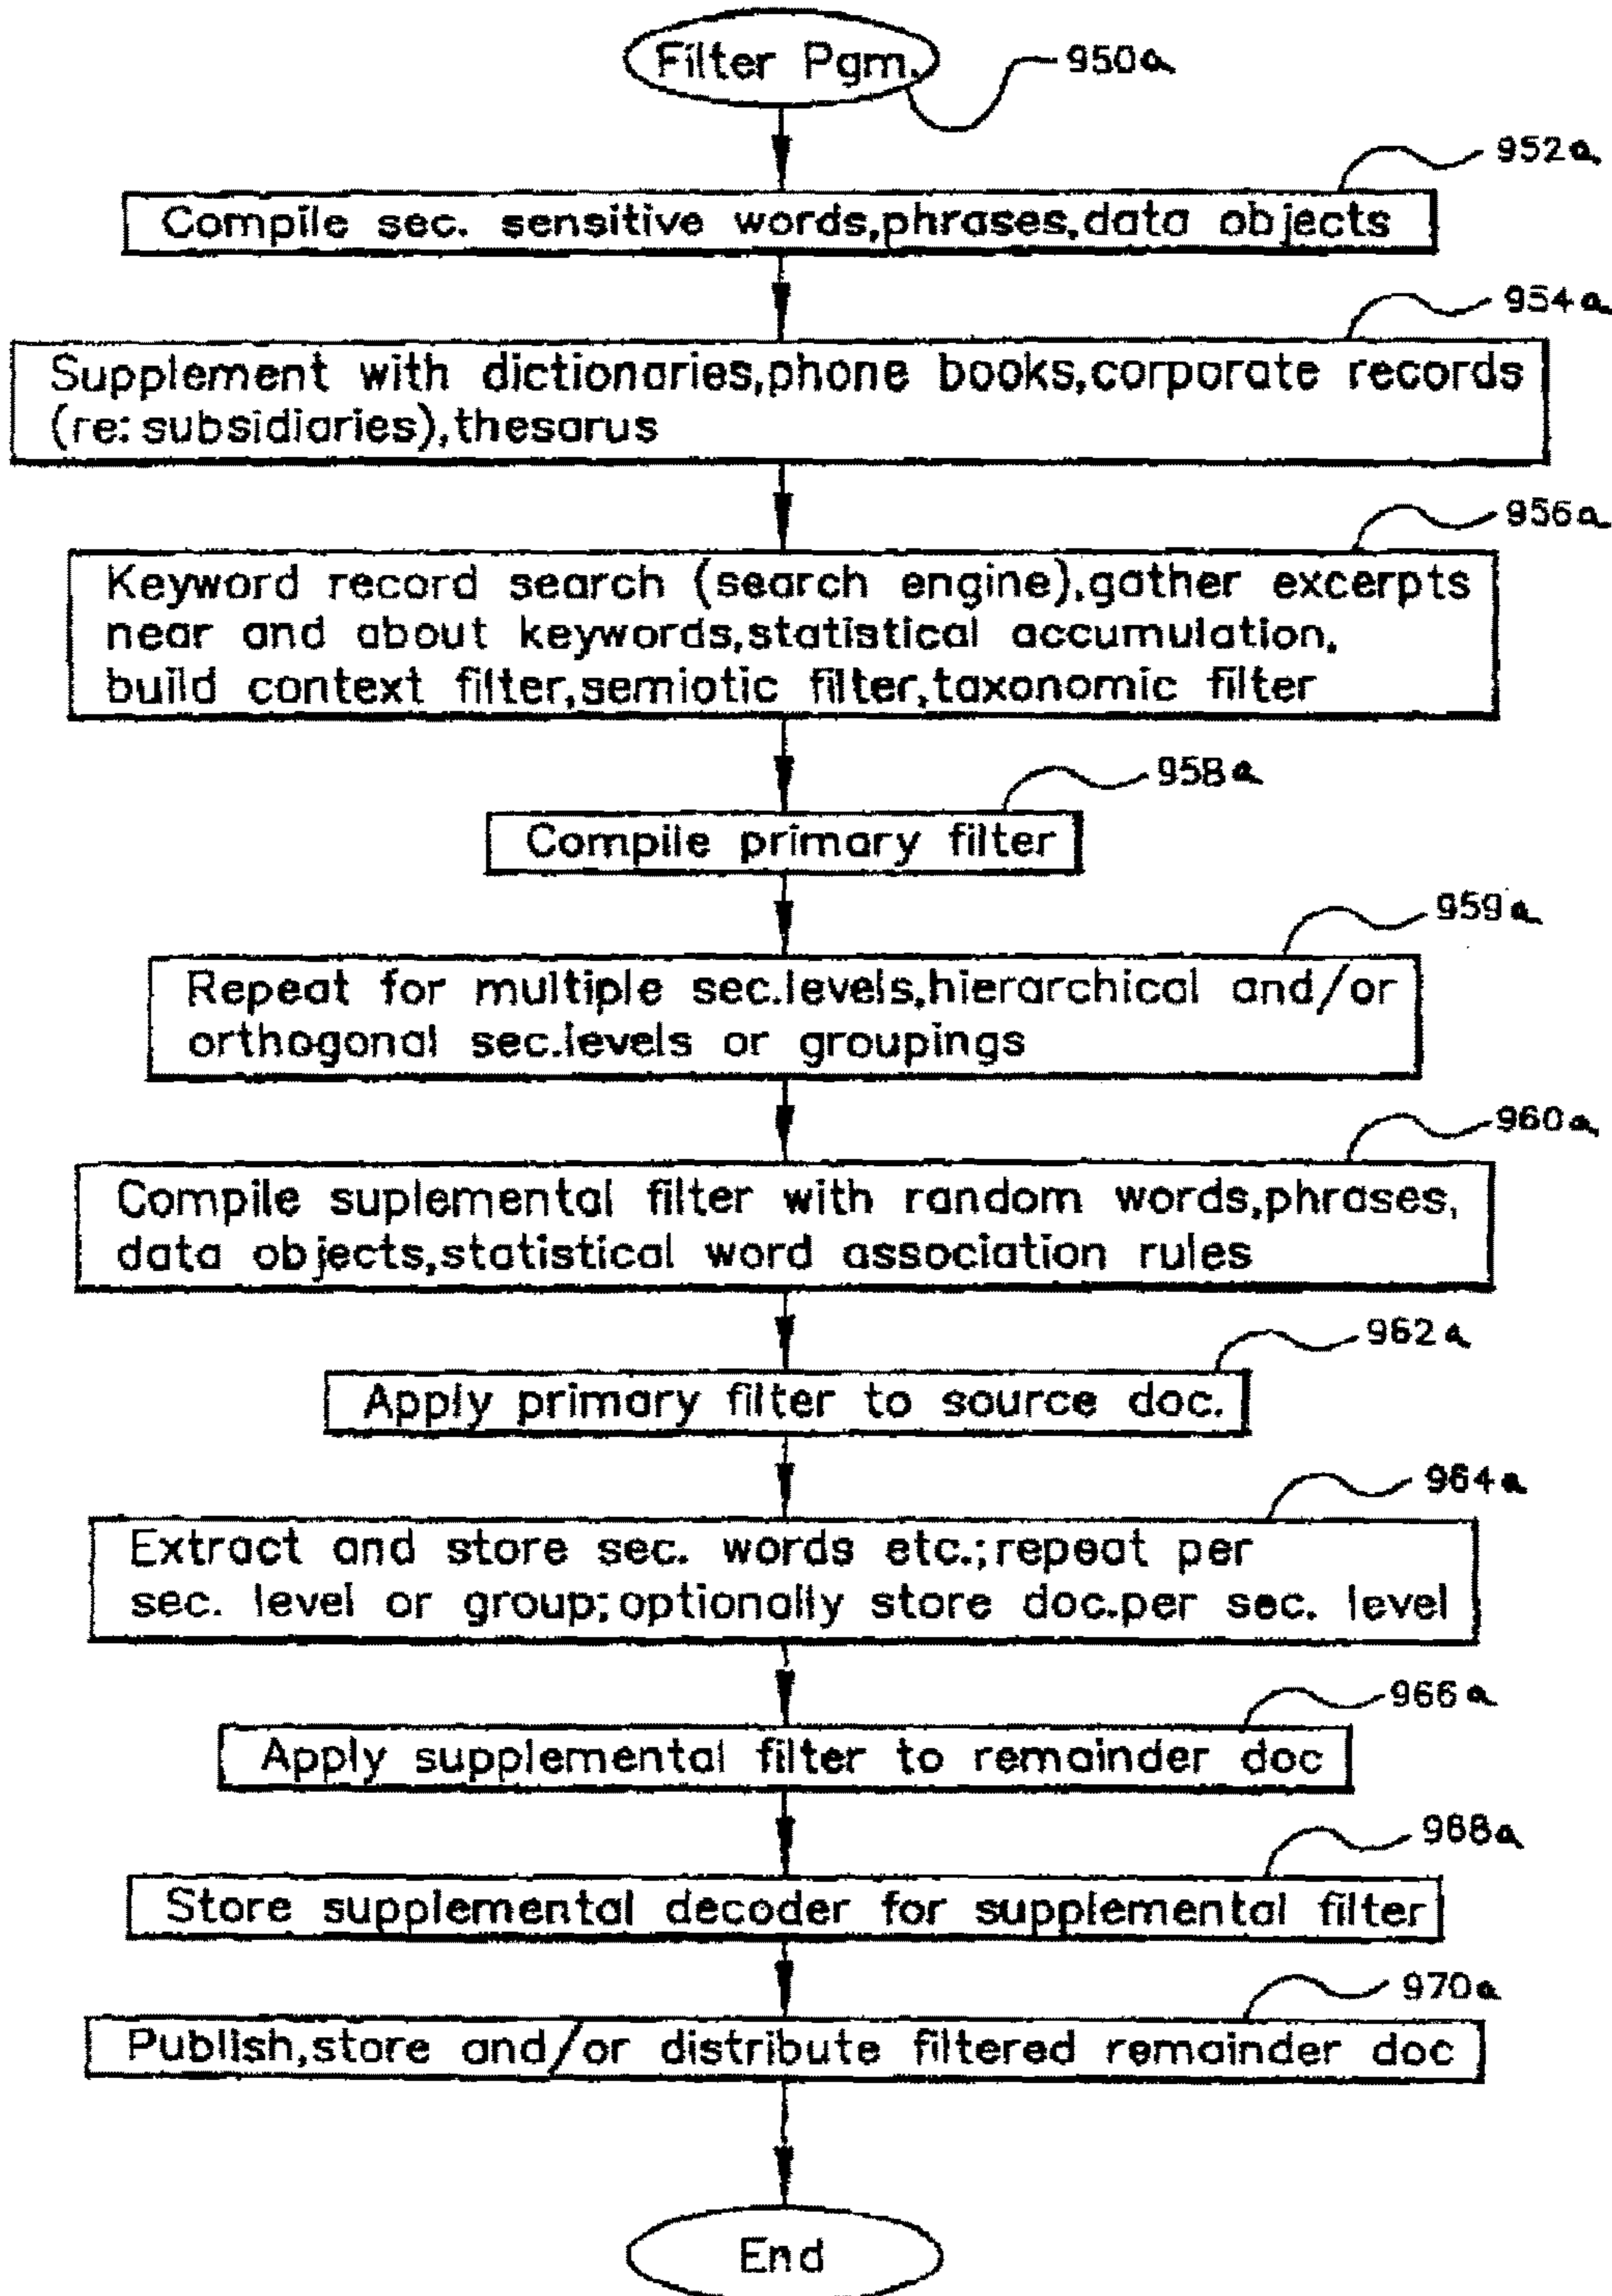 Filter Pgm.
950a
952a
Compile sec. sensitive words,phrases,data objects
954a
Supplement with dictionaries,phone books,corporate records
(re: subsidiaries),thesarus
956a
Keyword record search (search engine),gather excerpts
near and about keywords,statistical accumulation,
build context filter,semiotic filter,taxonomic filter
958a
Compile primary filter
959a
Repeat for multiple sec.levels,hierarchical and/or
orthogonal sec.levels or groupings
960a
Compile suplemental filter with random words,phrases,
data objects,statistical word association rules
962a
Apply primary filter to source doc.
964a
Extract and store sec. words etc.;repeat per
sec. level or group;optionally store doc.per sec. level
966a
Apply supplemental filter to remainder doc
968a
Store supplemental decoder for supplemental filter
970a
Publish,store and/or distribute filtered remainder doc
End